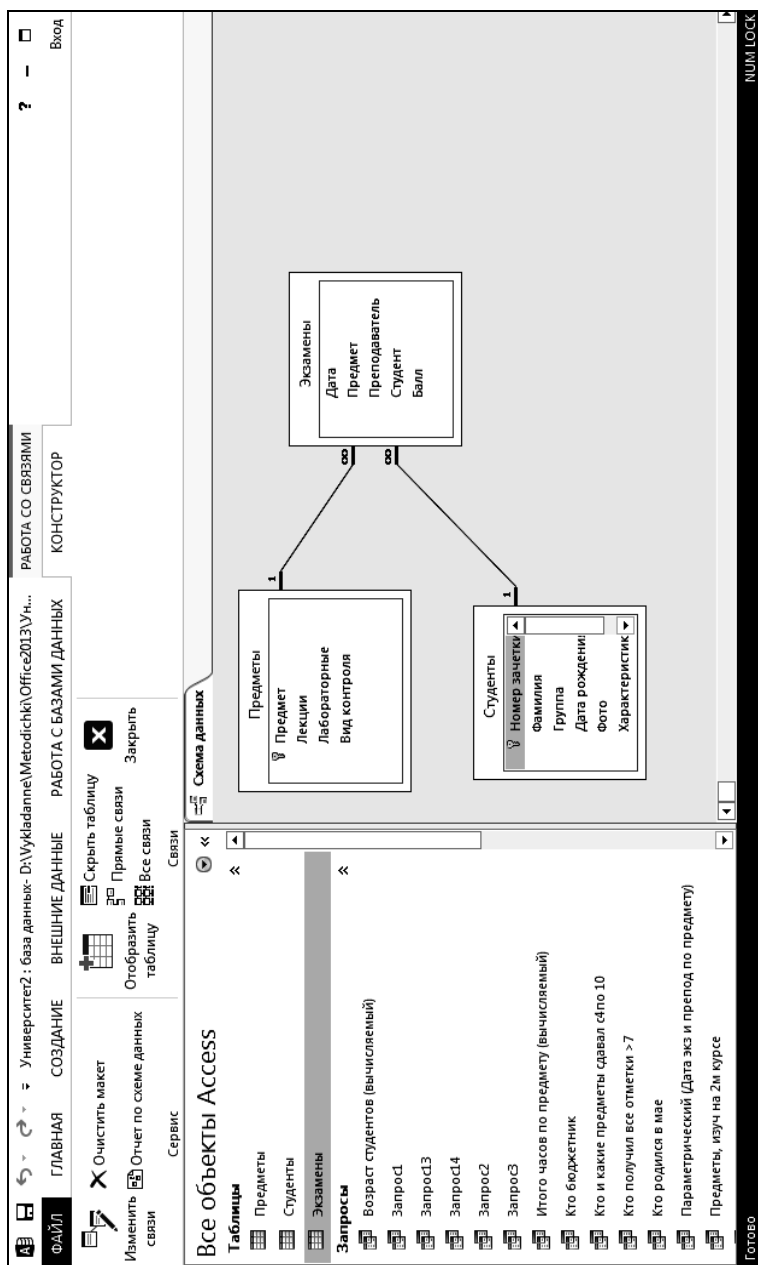 Университет2 : база данных- D:\Vykladanne\Metodichki\Office2013\Ун...
РАБОТА СО СВЯЗЯМИ
?
ФАЙЛ
ГЛАВНАЯ
СОЗДАНИЕ
ВНЕШНИЕ ДАННЫЕ
РАБОТА С БАЗАМИ ДАННЫХ
КОНСТРУКТОР
Вход
Изменить
связи
Очистить макет
Отчет по схеме данных
Сервис
Отобразить
таблицу
Скрыть таблицу
Прямые связи
Все связи
Связи
Закрыть
Все объекты Access
Таблицы
Предметы
Студенты
Экзамены
Запросы
Возраст студентов (вычисляемый)
Запрос1
Запрос13
Запрос14
Запрос2
Запрос3
Итого часов по предмету (вычисляемый)
Кто бюджетник
Кто и какие предметы сдавал с4по 10
Кто получил все отметки >7
Кто родился в мае
Параметрический (Дата экз и препод по предмету)
Предметы, изуч на 2м курсе
Схема данных
Предметы
Предмет
Лекции
Лабораторные
Вид контроля
1
∞
Экзамены
Дата
Предмет
Преподаватель
Студент
Балл
Студенты
Номер зачетки
Фамилия
Группа
Дата рождения
Фото
Характеристик
1
∞
Готово
NUM LOCK